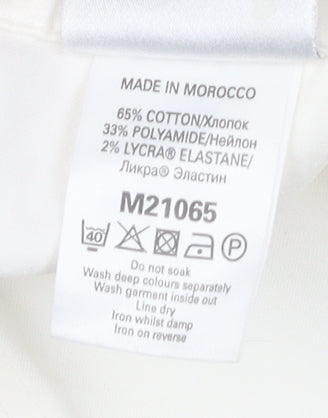 MADE IN MOROCCO
65% COTTON/Хлопок
33% POLYAMIDE/Нейлон
2% LYCRA® ELASTANE/
Ликра® Эластин
M21065
40 P
Do not soak
Wash deep colours separately
Wash garment inside out
Line dry
Iron whilst damp
Iron on reverse